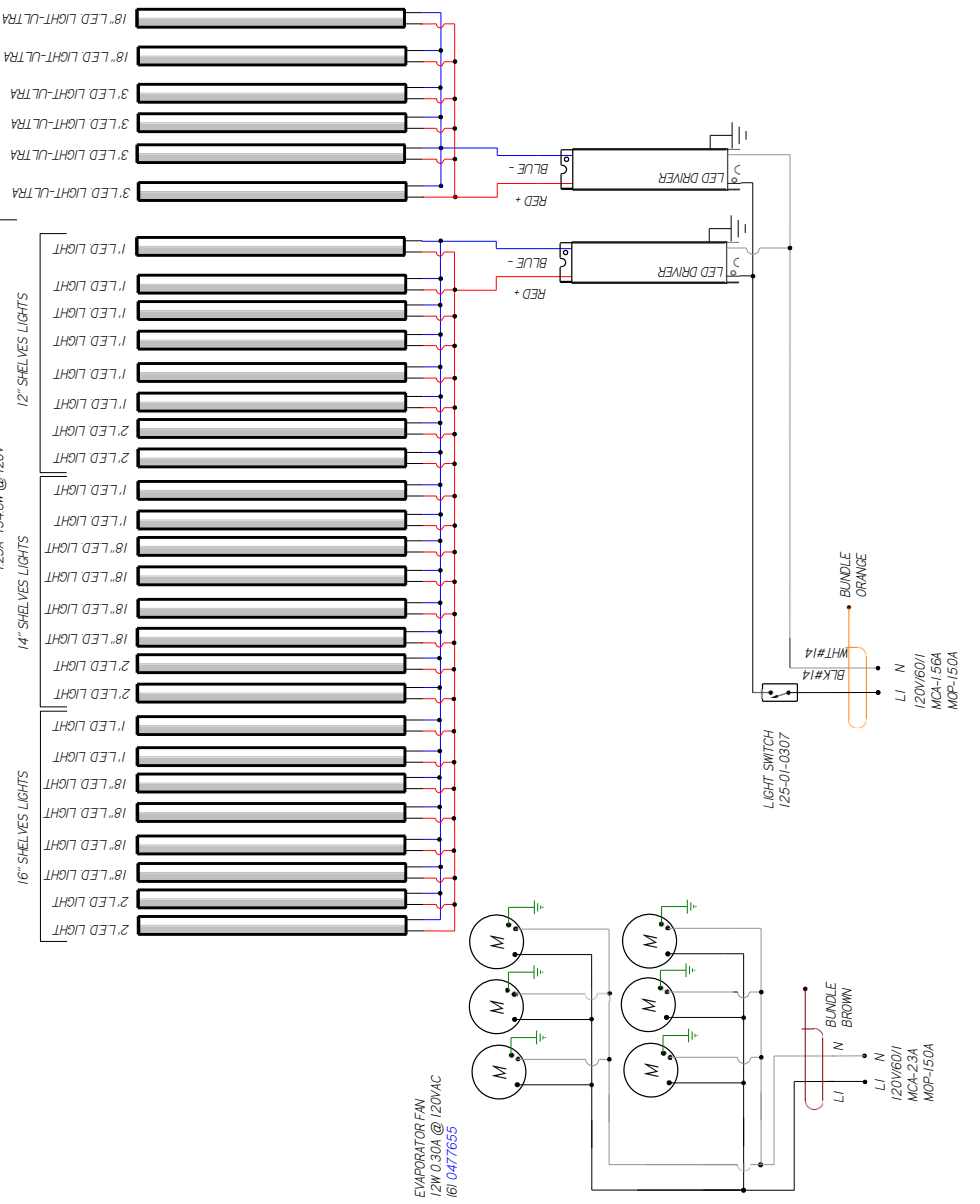 18" LED LIGHT-ULTRA
18" LED LIGHT-ULTRA
3' LED LIGHT-ULTRA
3' LED LIGHT-ULTRA
3' LED LIGHT-ULTRA
3' LED LIGHT-ULTRA
BLUE -
RED +
LED DRIVER
12" SHELVES LIGHTS
1' LED LIGHT
1' LED LIGHT
1' LED LIGHT
1' LED LIGHT
1' LED LIGHT
1' LED LIGHT
2' LED LIGHT
2' LED LIGHT
BLUE -
RED +
LED DRIVER
14" SHELVES LIGHTS
1' LED LIGHT
1' LED LIGHT
18" LED LIGHT
18" LED LIGHT
18" LED LIGHT
18" LED LIGHT
2' LED LIGHT
2' LED LIGHT
16" SHELVES LIGHTS
1' LED LIGHT
1' LED LIGHT
18" LED LIGHT
18" LED LIGHT
18" LED LIGHT
18" LED LIGHT
2' LED LIGHT
2' LED LIGHT
BUNDLE
ORANGE
WHT#14
BLK#14
L1 N
120V/60/1
MCA-1.56A
MOP-15.0A
LIGHT SWITCH
125-01-0307
M
M
M
M
M
M
EVAPORATOR FAN
12W 0.30A @ 120VAC
(6) 0477655
BUNDLE
BROWN
L1 N
L1 N
120V/60/1
MCA-2.3A
MOP-15.0A